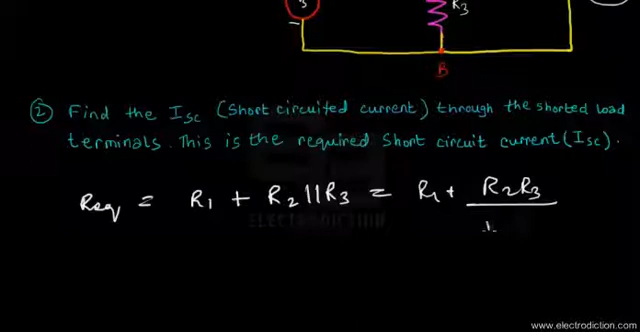 R3
B
② Find the ISC (Short circuited current) through the shorted load
terminals. This is the required short circuit current (ISC).
Req = R1 + R2||R3 = R1 + R2R3
ELECTRODICTION
www.electrodiction.com